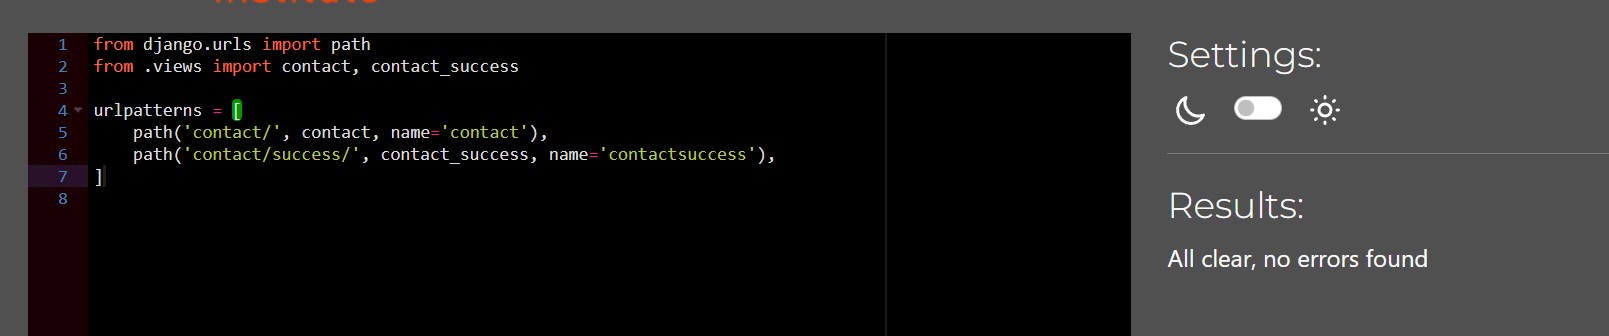 1 from django.urls import path
2 from .views import contact, contact_success
3
4 urlpatterns = [
5     path('contact/', contact, name='contact'),
6     path('contact/success/', contact_success, name='contactsuccess'),
7 ]
8
Settings:
Results:
All clear, no errors found